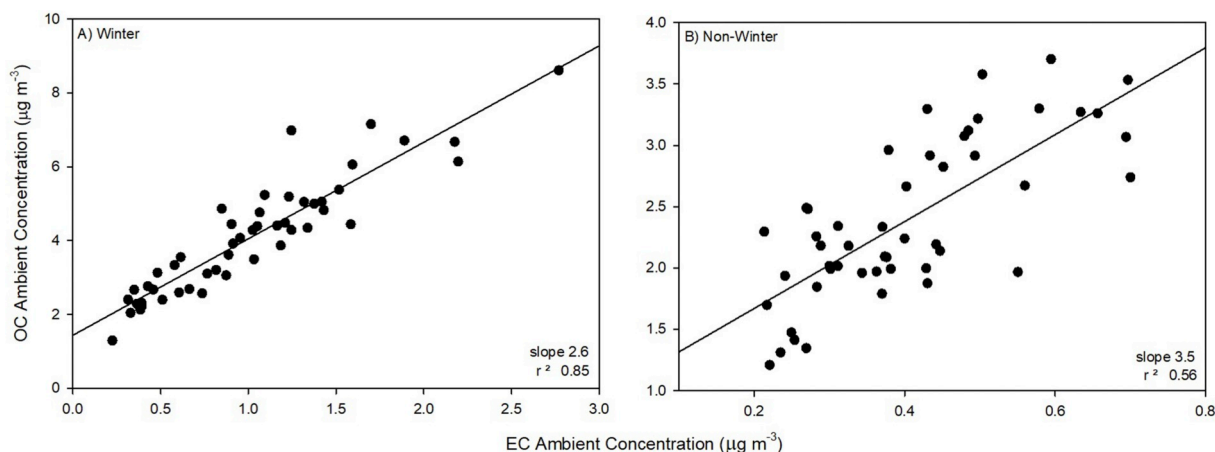 A) Winter
OC Ambient Concentration (µg m⁻³)
10
8
6
4
2
0
0.0 0.5 1.0 1.5 2.0 2.5 3.0
slope 2.6
r ² 0.85
B) Non-Winter
4.0
3.5
3.0
2.5
2.0
1.5
1.0
0.2 0.4 0.6 0.8
slope 3.5
r ² 0.56
EC Ambient Concentration (µg m⁻³)